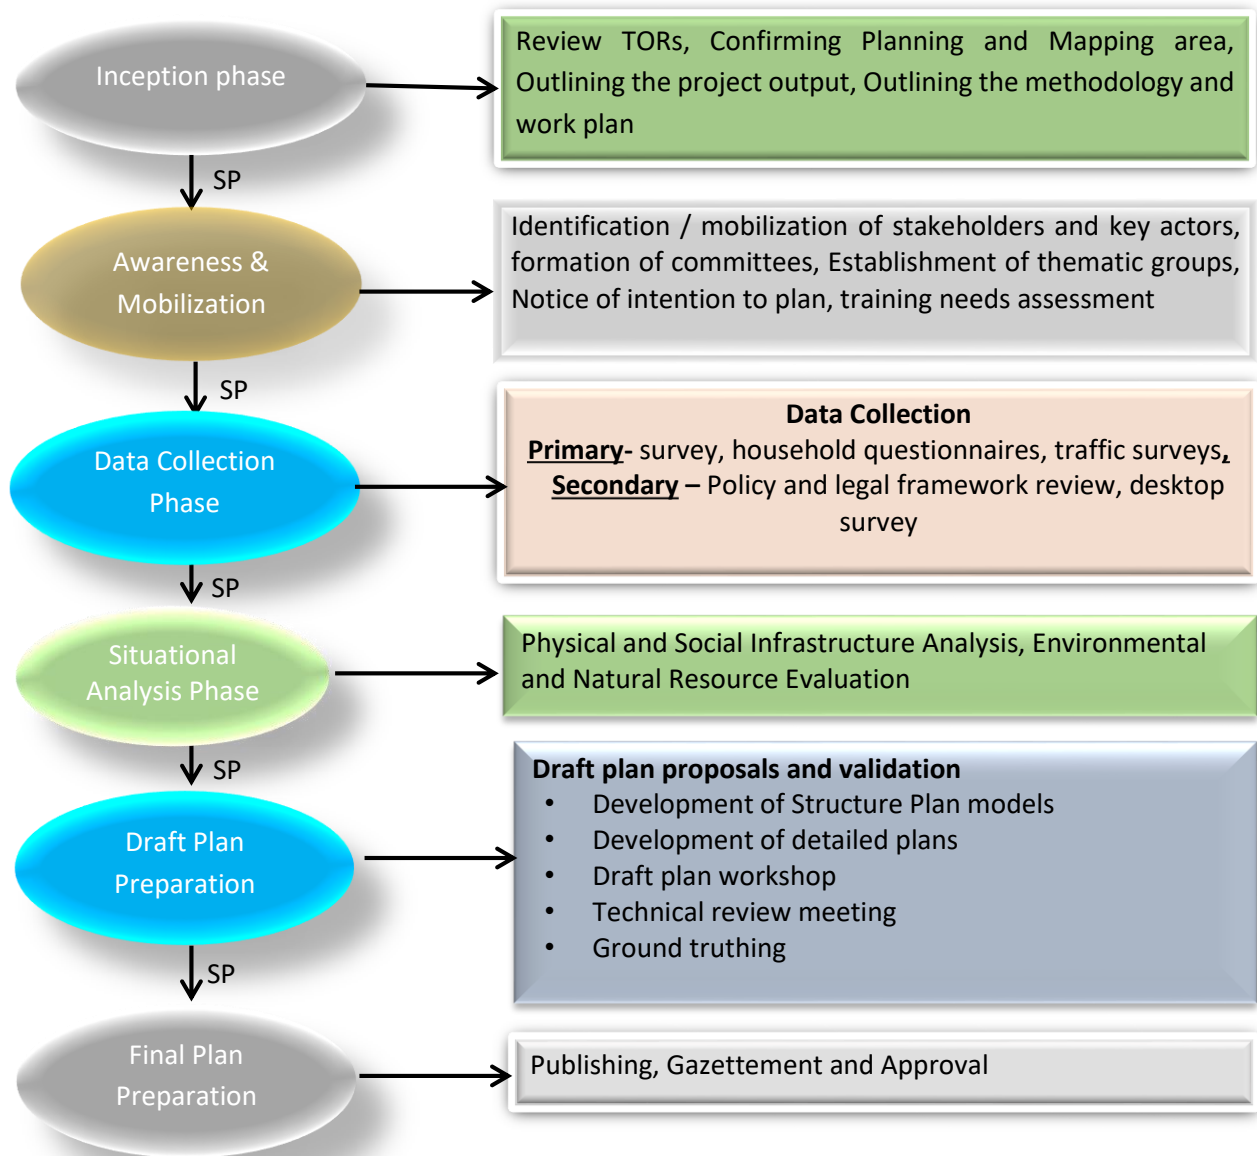 Inception phase
Review TORs, Confirming Planning and Mapping area,
Outlining the project output, Outlining the methodology and
work plan
SP
Awareness &
Mobilization
Identification / mobilization of stakeholders and key actors,
formation of committees, Establishment of thematic groups,
Notice of intention to plan, training needs assessment
SP
Data Collection
Phase
Data Collection
Primary- survey, household questionnaires, traffic surveys,
Secondary – Policy and legal framework review, desktop
survey
SP
Situational
Analysis Phase
Physical and Social Infrastructure Analysis, Environmental
and Natural Resource Evaluation
SP
Draft Plan
Preparation
Draft plan proposals and validation
• Development of Structure Plan models
• Development of detailed plans
• Draft plan workshop
• Technical review meeting
• Ground truthing
SP
Final Plan
Preparation
Publishing, Gazettement and Approval